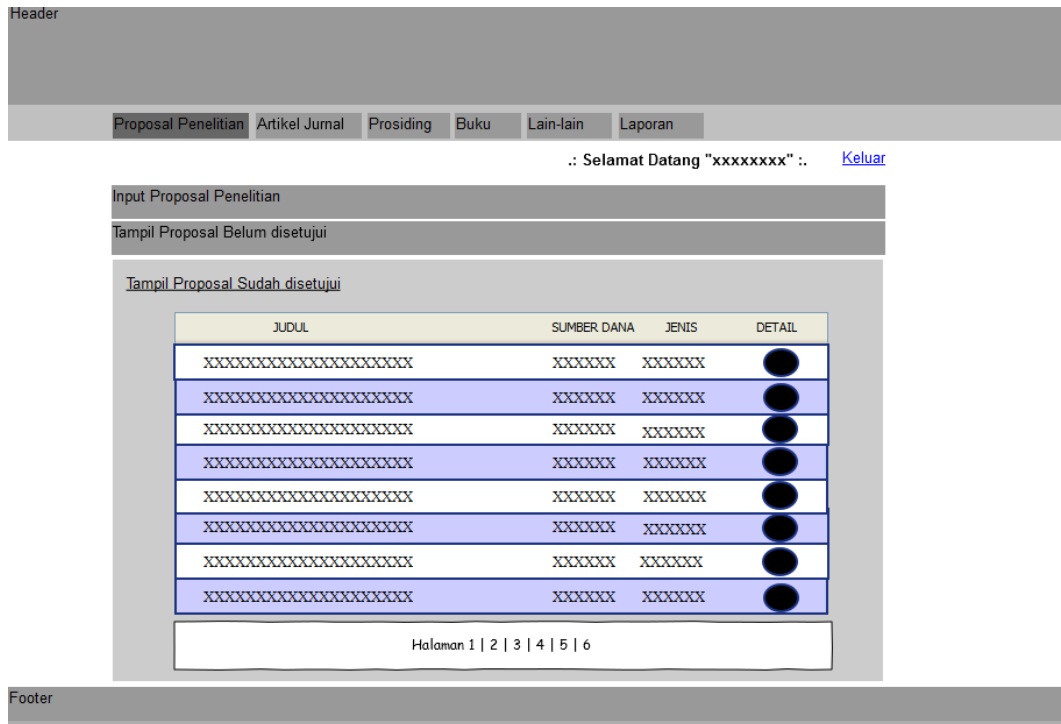 Header
Proposal Penelitian Artikel Jurnal Prosiding Buku Lain-lain Laporan
.: Selamat Datang "xxxxxxxx" :. Keluar
Input Proposal Penelitian
Tampil Proposal Belum disetujui
Tampil Proposal Sudah disetujui
JUDUL SUMBER DANA JENIS DETAIL
XXXXXXXXXXXXXXXXXXXX XXXXXX XXXXXX
XXXXXXXXXXXXXXXXXXXX XXXXXX XXXXXX
XXXXXXXXXXXXXXXXXXXX XXXXXX XXXXXX
XXXXXXXXXXXXXXXXXXXX XXXXXX XXXXXX
XXXXXXXXXXXXXXXXXXXX XXXXXX XXXXXX
XXXXXXXXXXXXXXXXXXXX XXXXXX XXXXXX
XXXXXXXXXXXXXXXXXXXX XXXXXX XXXXXX
XXXXXXXXXXXXXXXXXXXX XXXXXX XXXXXX
Halaman 1 | 2 | 3 | 4 | 5 | 6
Footer